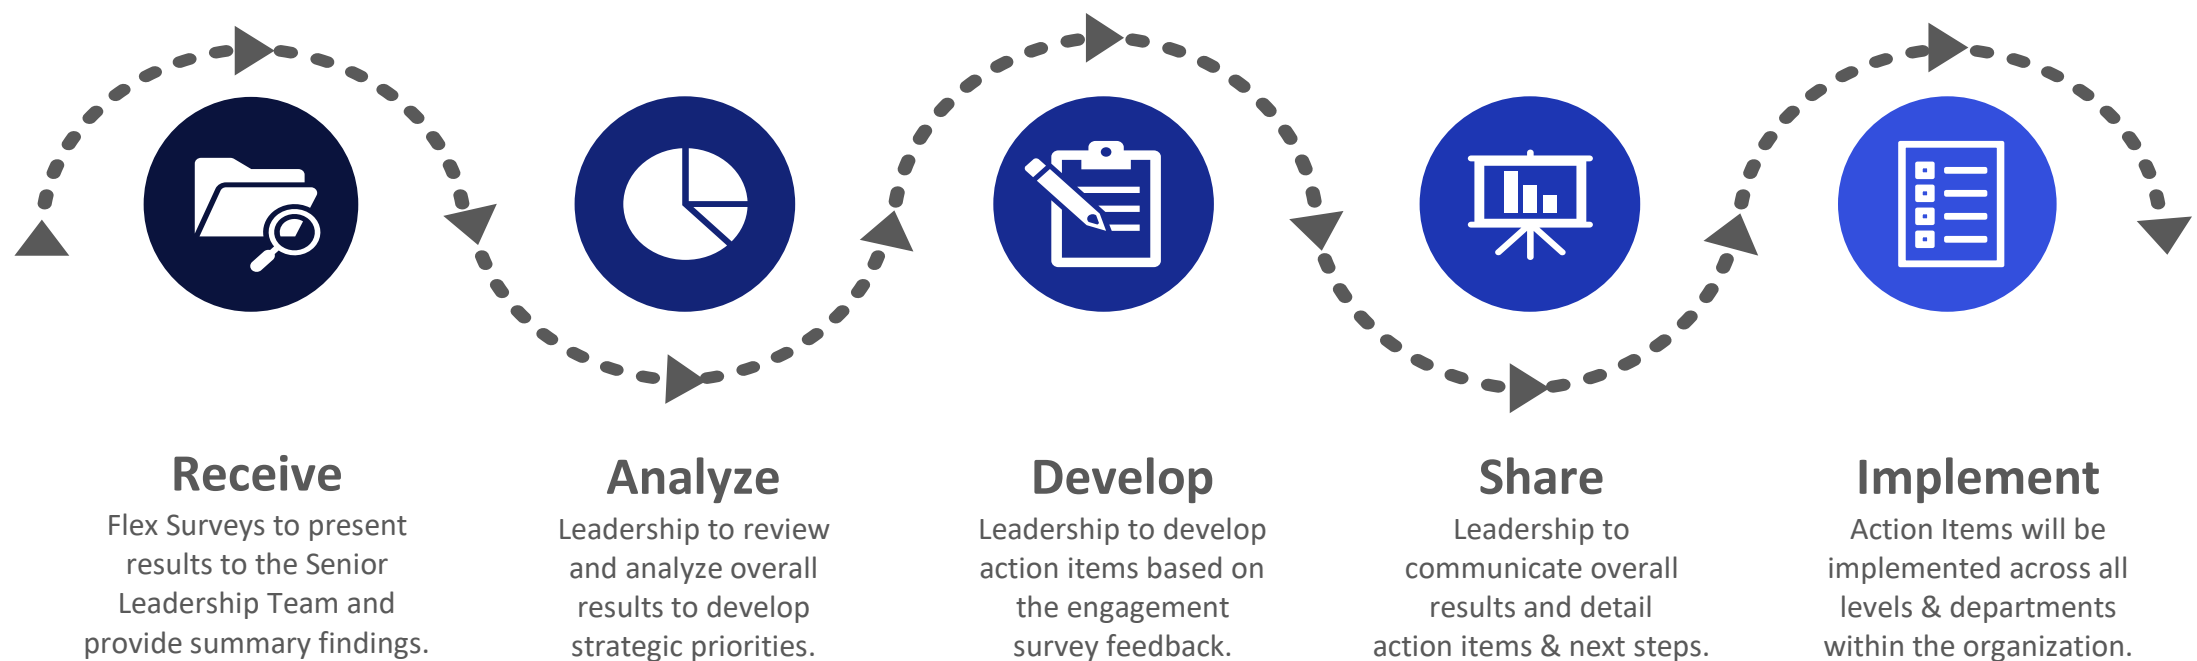 Receive
Flex Surveys to present
results to the Senior
Leadership Team and
provide summary findings.
Analyze
Leadership to review
and analyze overall
results to develop
strategic priorities.
Develop
Leadership to develop
action items based on
the engagement
survey feedback.
Share
Leadership to
communicate overall
results and detail
action items & next steps.
Implement
Action Items will be
implemented across all
levels & departments
within the organization.